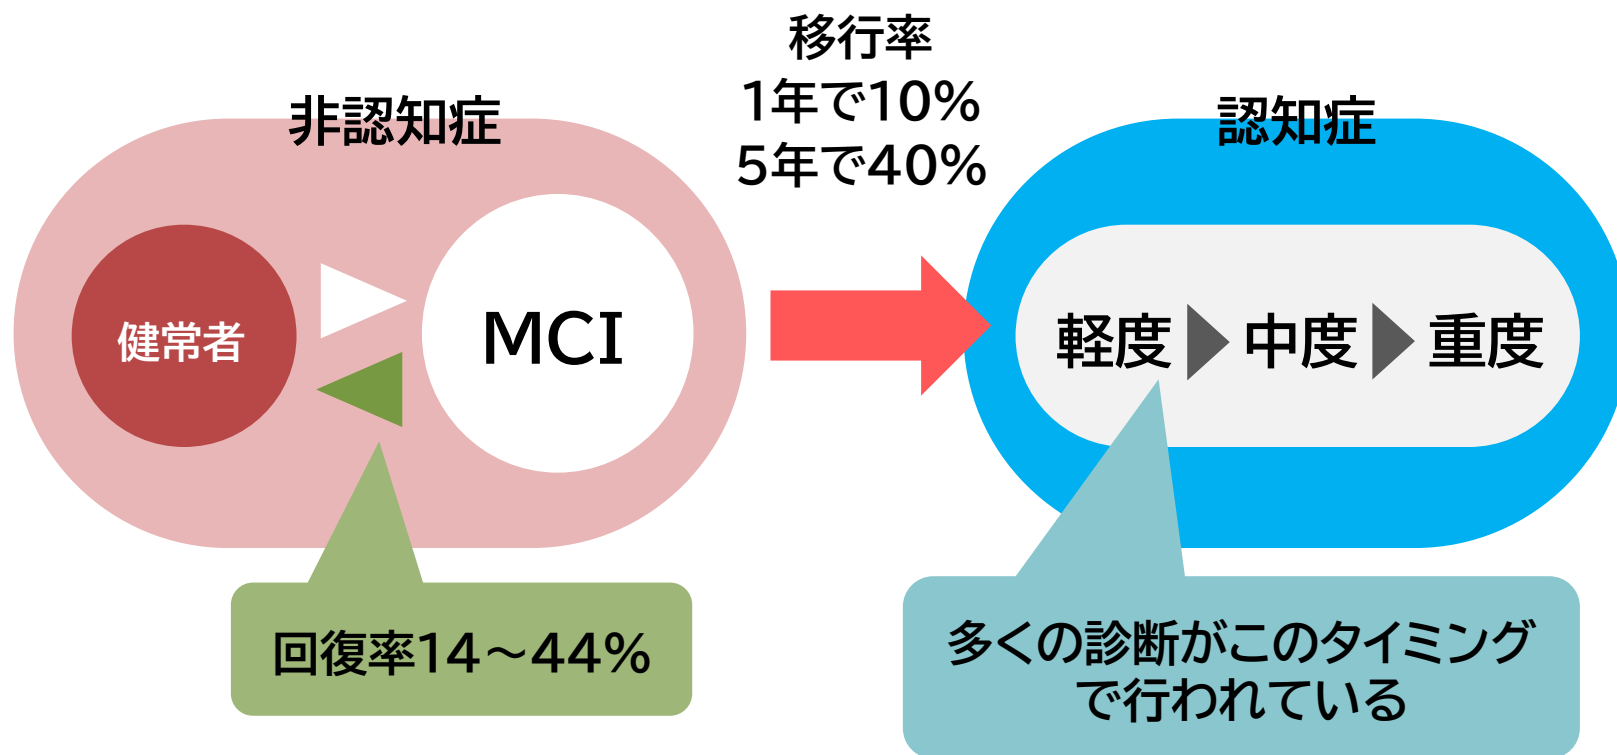 移行率
1年で10%
5年で40%
非認知症
認知症
健常者
MCI
軽度
中度
重度
回復率14～44%
多くの診断がこのタイミング
で行われている